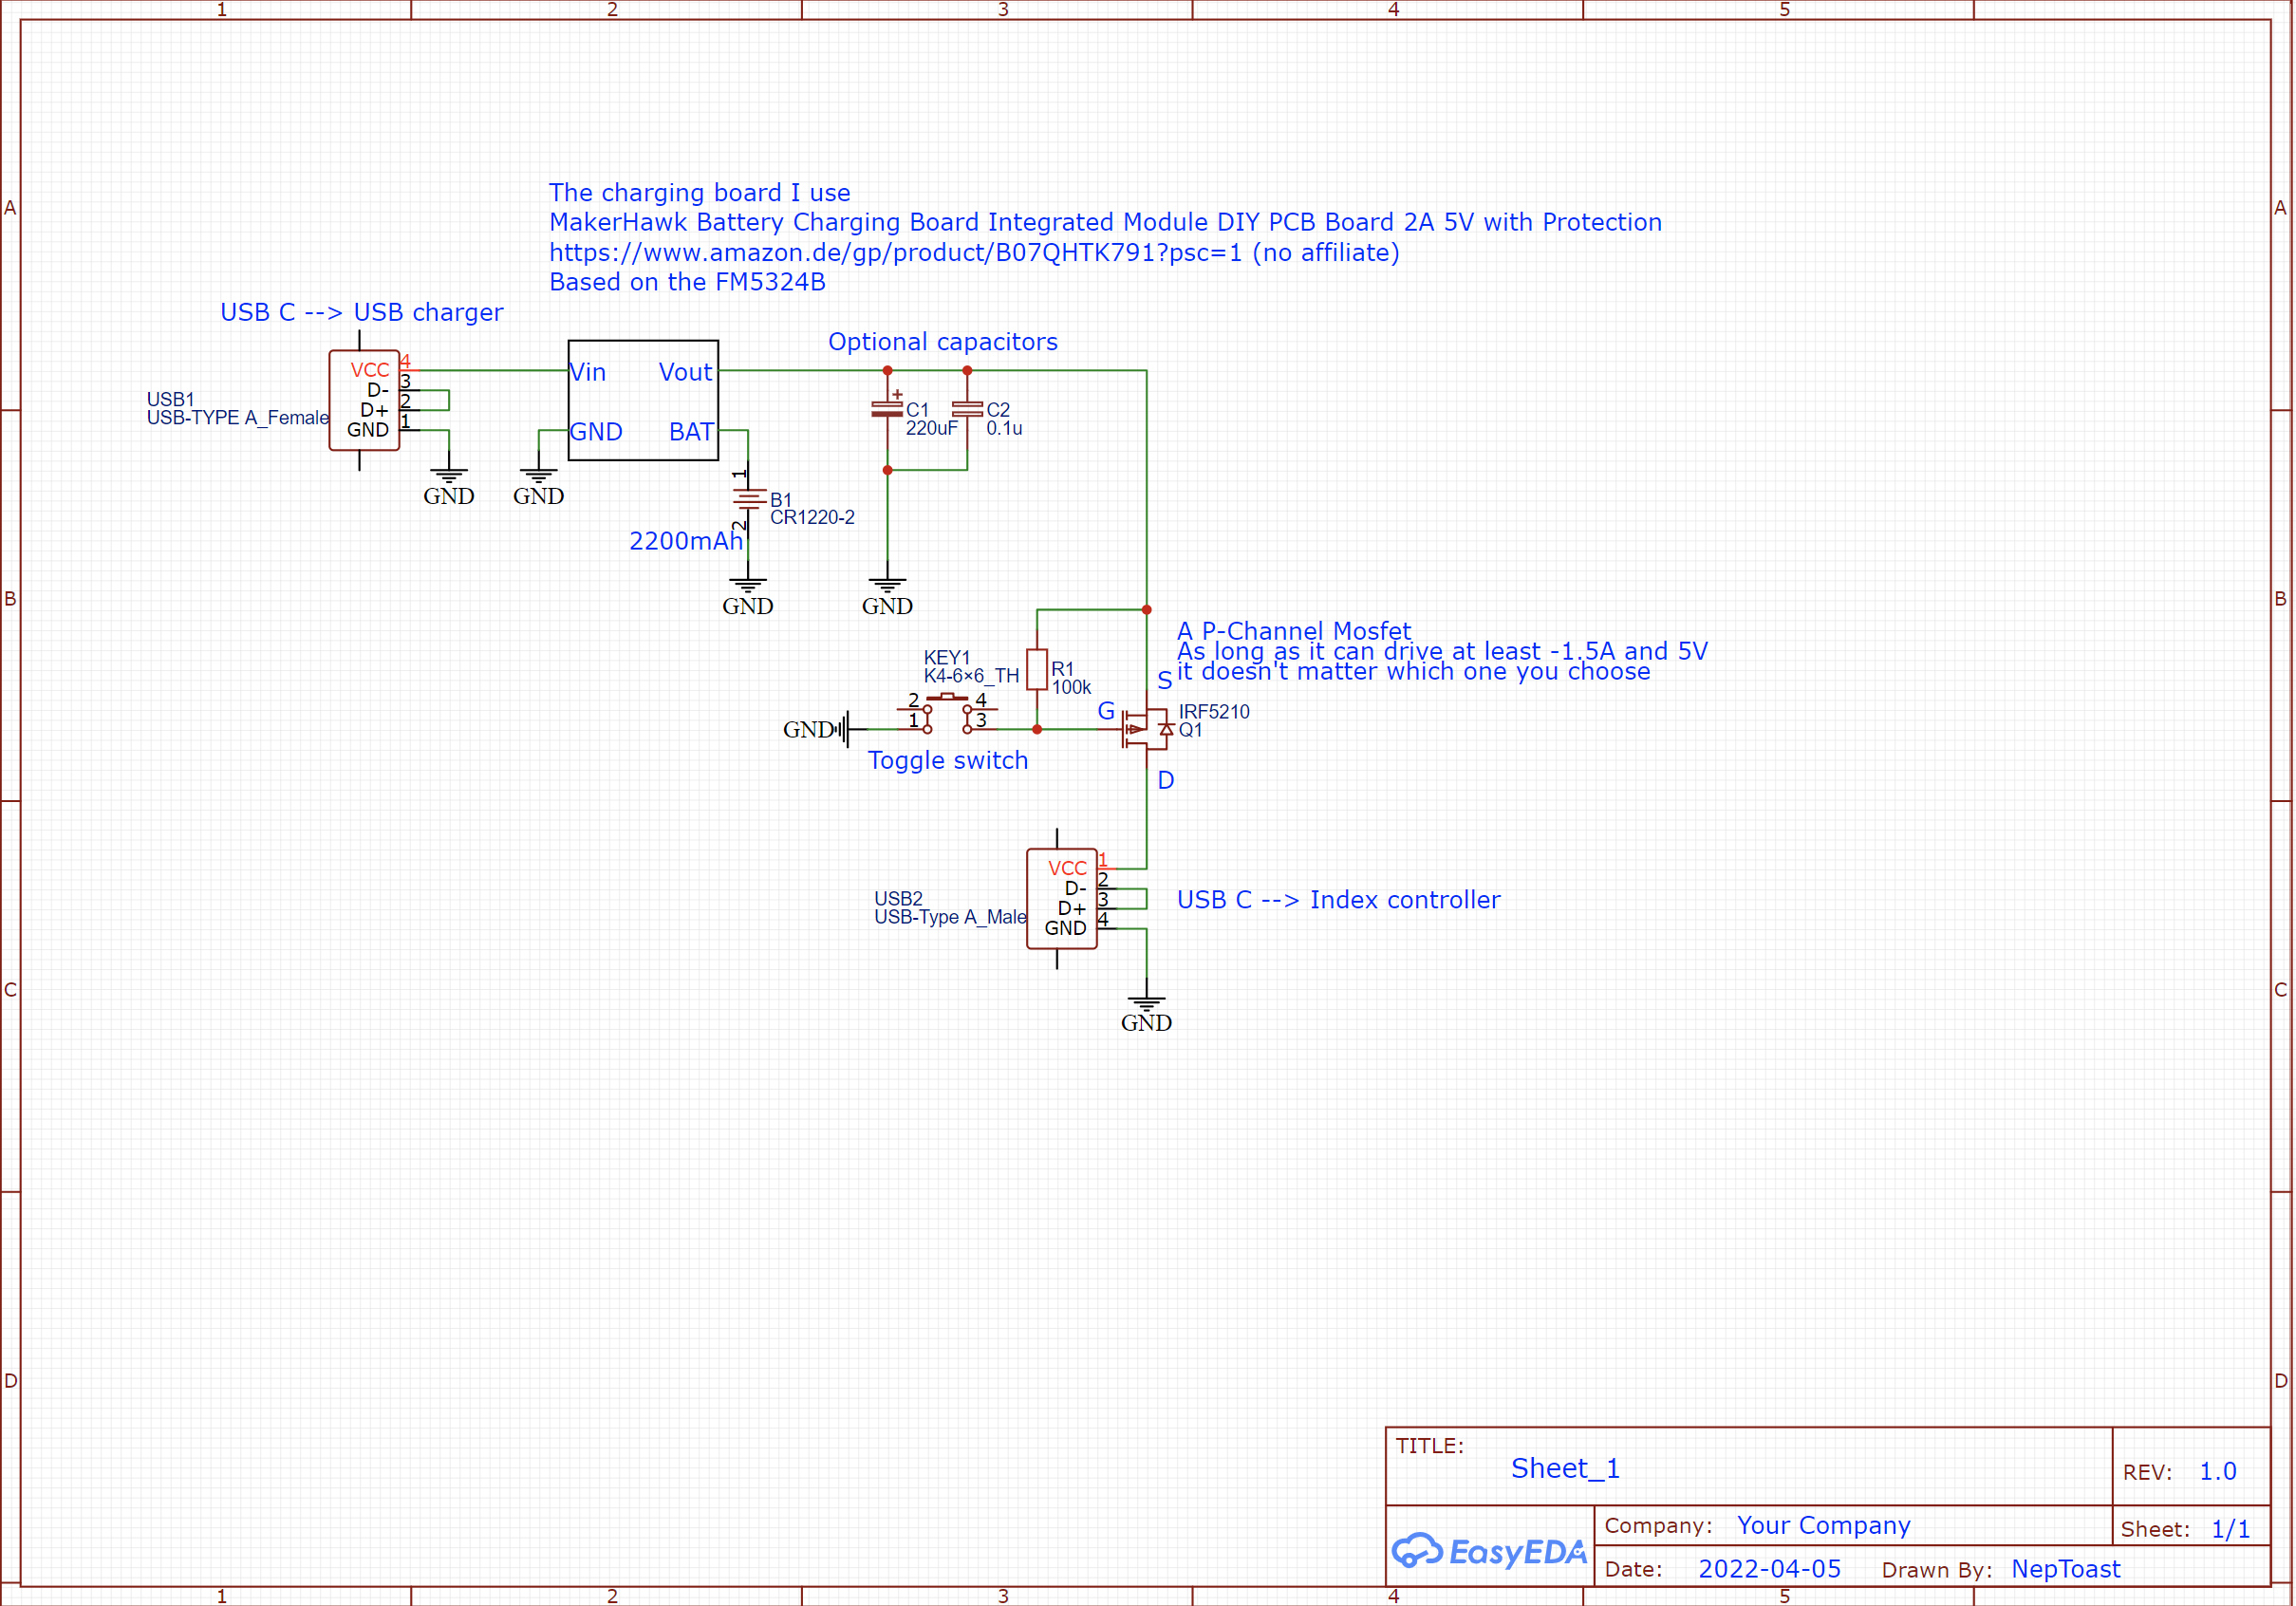 1 2 3 4 5
A A
B B
C C
D D
The charging board I use
MakerHawk Battery Charging Board Integrated Module DIY PCB Board 2A 5V with Protection
https://www.amazon.de/gp/product/B07QHTK791?psc=1 (no affiliate)
Based on the FM5324B
USB C --> USB charger
USB1
USB-TYPE A_Female
VCC 4
D- 3
D+ 2
GND 1
GND
Vin Vout
GND BAT
GND
Optional capacitors
+
C1
220uF
C2
0.1u
1
B1
CR1220-2
2
2200mAh
GND
GND
A P-Channel Mosfet
As long as it can drive at least -1.5A and 5V
it doesn't matter which one you choose
KEY1
K4-6×6_TH
R1
100k
2 4
1 3
GND
Toggle switch
S
G
D
IRF5210
Q1
USB2
USB-Type A_Male
VCC 1
D- 2
D+ 3
GND 4
USB C --> Index controller
GND
TITLE:
Sheet_1
REV: 1.0
EasyEDA
Company: Your Company
Sheet: 1/1
Date: 2022-04-05
Drawn By: NepToast
1 2 3 4 5